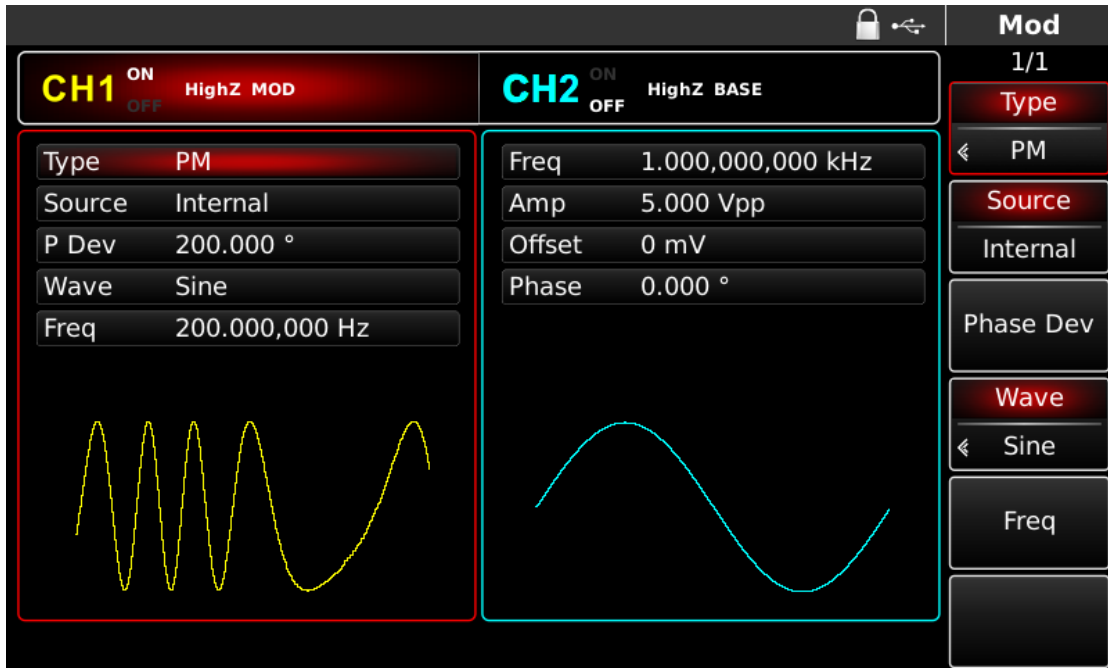 Mod
1/1
CH1 ON OFF HighZ MOD
CH2 ON OFF HighZ BASE
Type PM
Source Internal
P Dev 200.000 °
Wave Sine
Freq 200.000,000 Hz
Freq 1.000,000,000 kHz
Amp 5.000 Vpp
Offset 0 mV
Phase 0.000 °
Type
PM
Source
Internal
Phase Dev
Wave
Sine
Freq